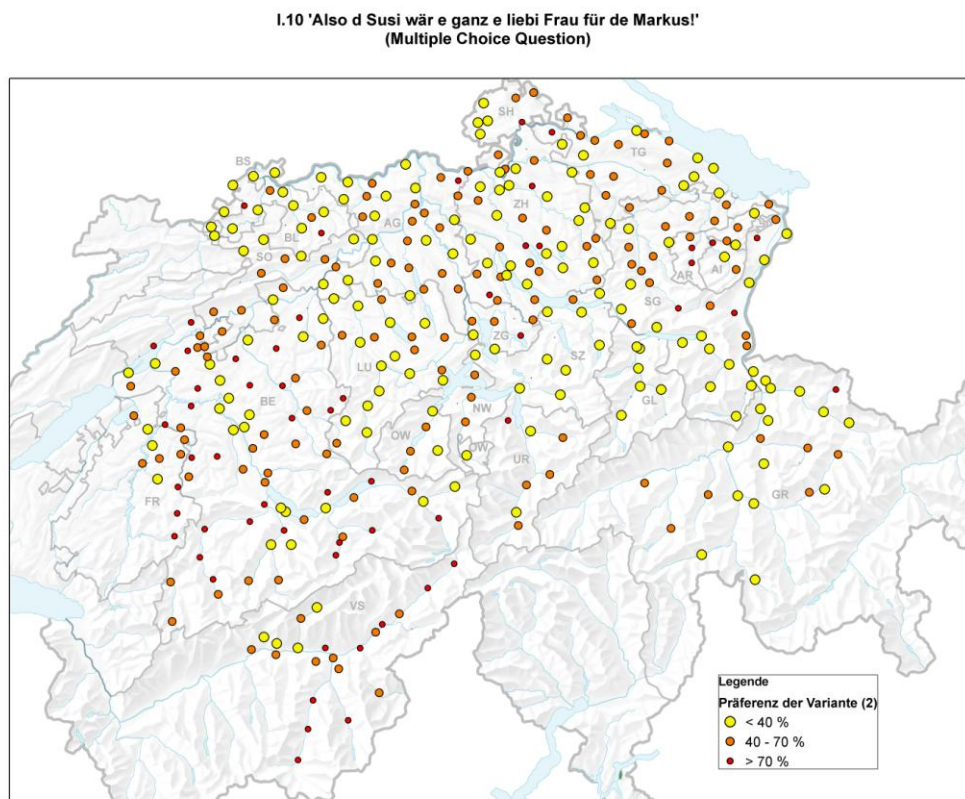 I.10 'Also d Susi wär e ganz e liebi Frau für de Markus!'
(Multiple Choice Question)
SH
BS
TG
ZH
BL
AG
SO
AR
AI
SG
ZG
LU
SZ
BE
NW
GL
OW
OW
UR
FR
GR
VS
Legende
Präferenz der Variante (2)
< 40 %
40 - 70 %
> 70 %